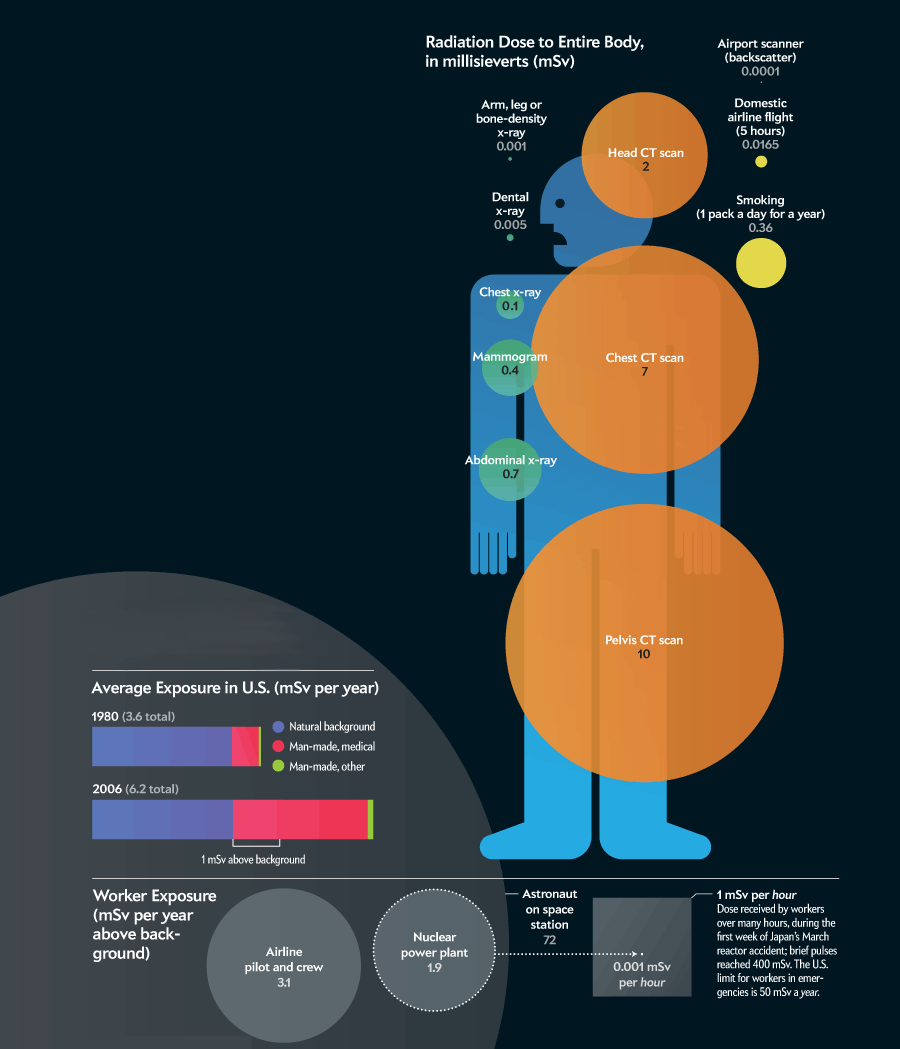 Radiation Dose to Entire Body,
in millisieverts (mSv)
Airport scanner
(backscatter)
0.0001
Arm, leg or
bone-density
x-ray
0.001
Domestic
airline flight
(5 hours)
0.0165
Head CT scan
2
Dental
x-ray
0.005
Smoking
(1 pack a day for a year)
0.36
Chest x-ray
0.1
Mammogram
0.4
Chest CT scan
7
Abdominal x-ray
0.7
Pelvis CT scan
10
Average Exposure in U.S. (mSv per year)
1980 (3.6 total)
Natural background
Man-made, medical
Man-made, other
2006 (6.2 total)
1 mSv above background
Worker Exposure
(mSv per year
above back-
ground)
Airline
pilot and crew
3.1
Nuclear
power plant
1.9
Astronaut
on space
station
72
0.001 mSv
per hour
1 mSv per hour
Dose received by workers
over many hours, during the
first week of Japan's March
reactor accident; brief pulses
reached 400 mSv. The U.S.
limit for workers in emer-
gencies is 50 mSv a year.